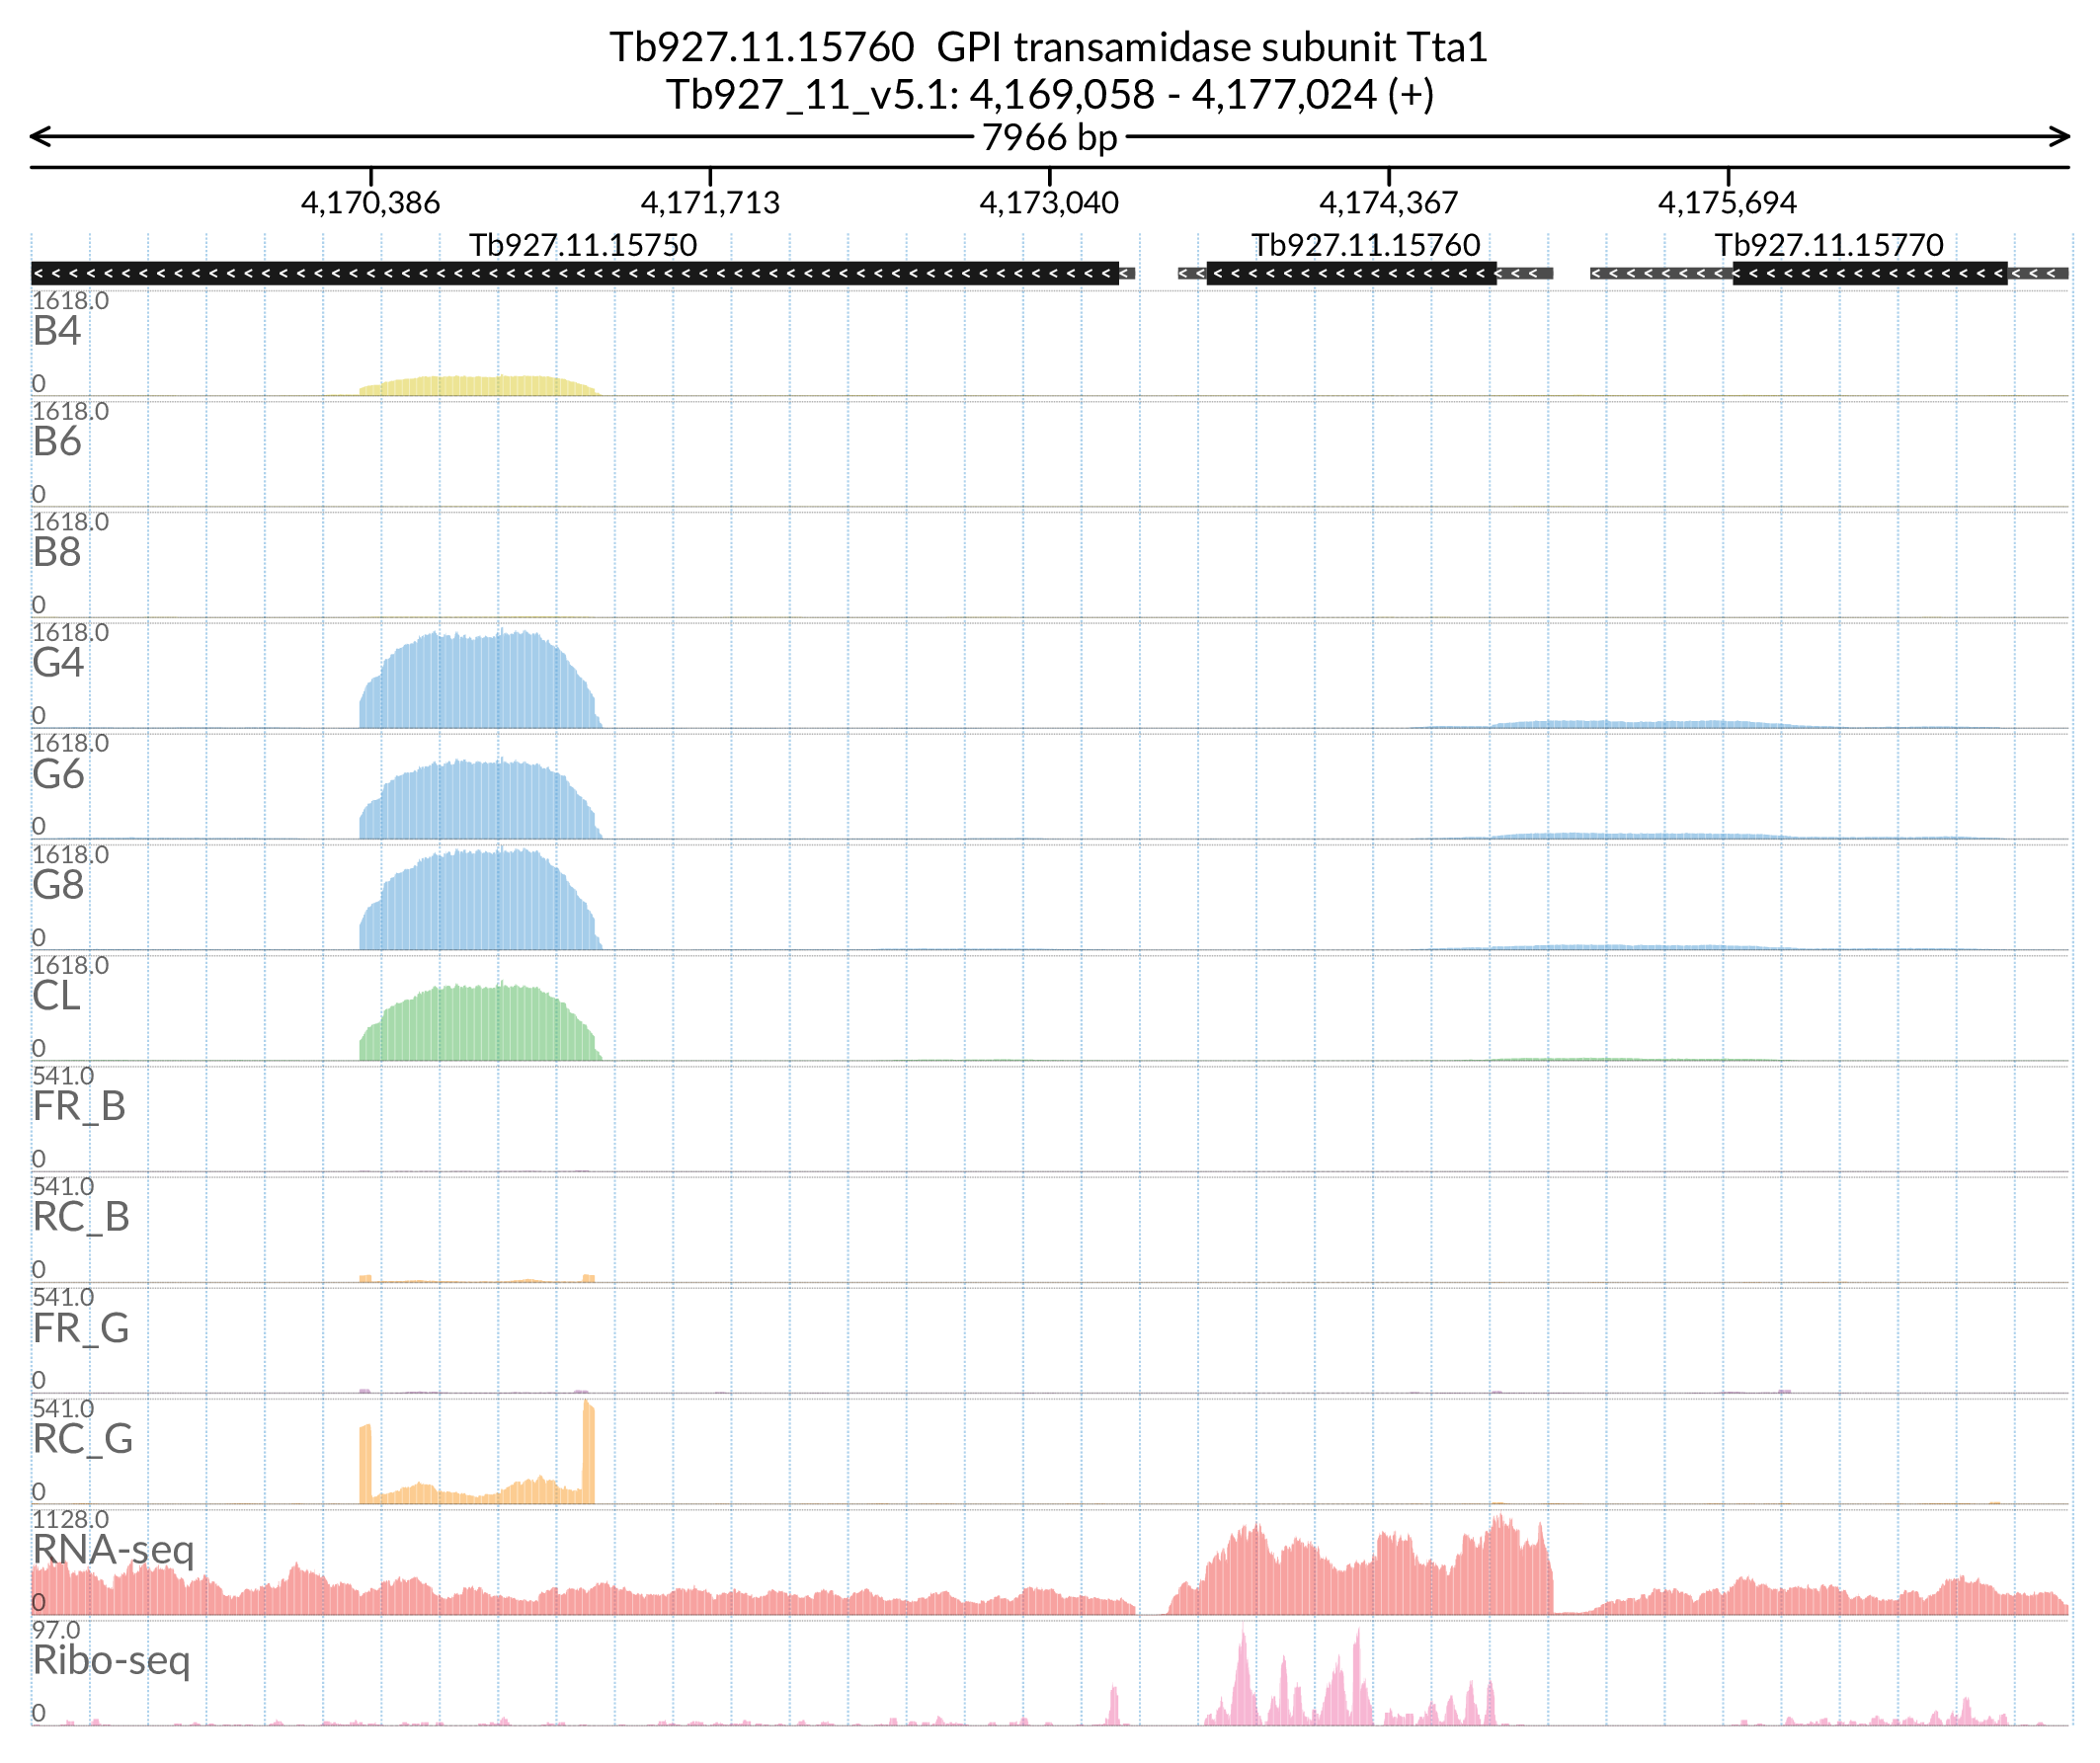 Tb927.11.15760  GPI transamidase subunit Tta1
Tb927_11_v5.1: 4,169,058 - 4,177,024 (+)
7966 bp
4,170,386 4,171,713 4,173,040 4,174,367 4,175,694
Tb927.11.15750 Tb927.11.15760 Tb927.11.15770
1618.0
B4
0
1618.0
B6
0
1618.0
B8
0
1618.0
G4
0
1618.0
G6
0
1618.0
G8
0
1618.0
CL
0
541.0
FR_B
0
541.0
RC_B
0
541.0
FR_G
0
541.0
RC_G
0
1128.0
RNA-seq
0
97.0
Ribo-seq
0